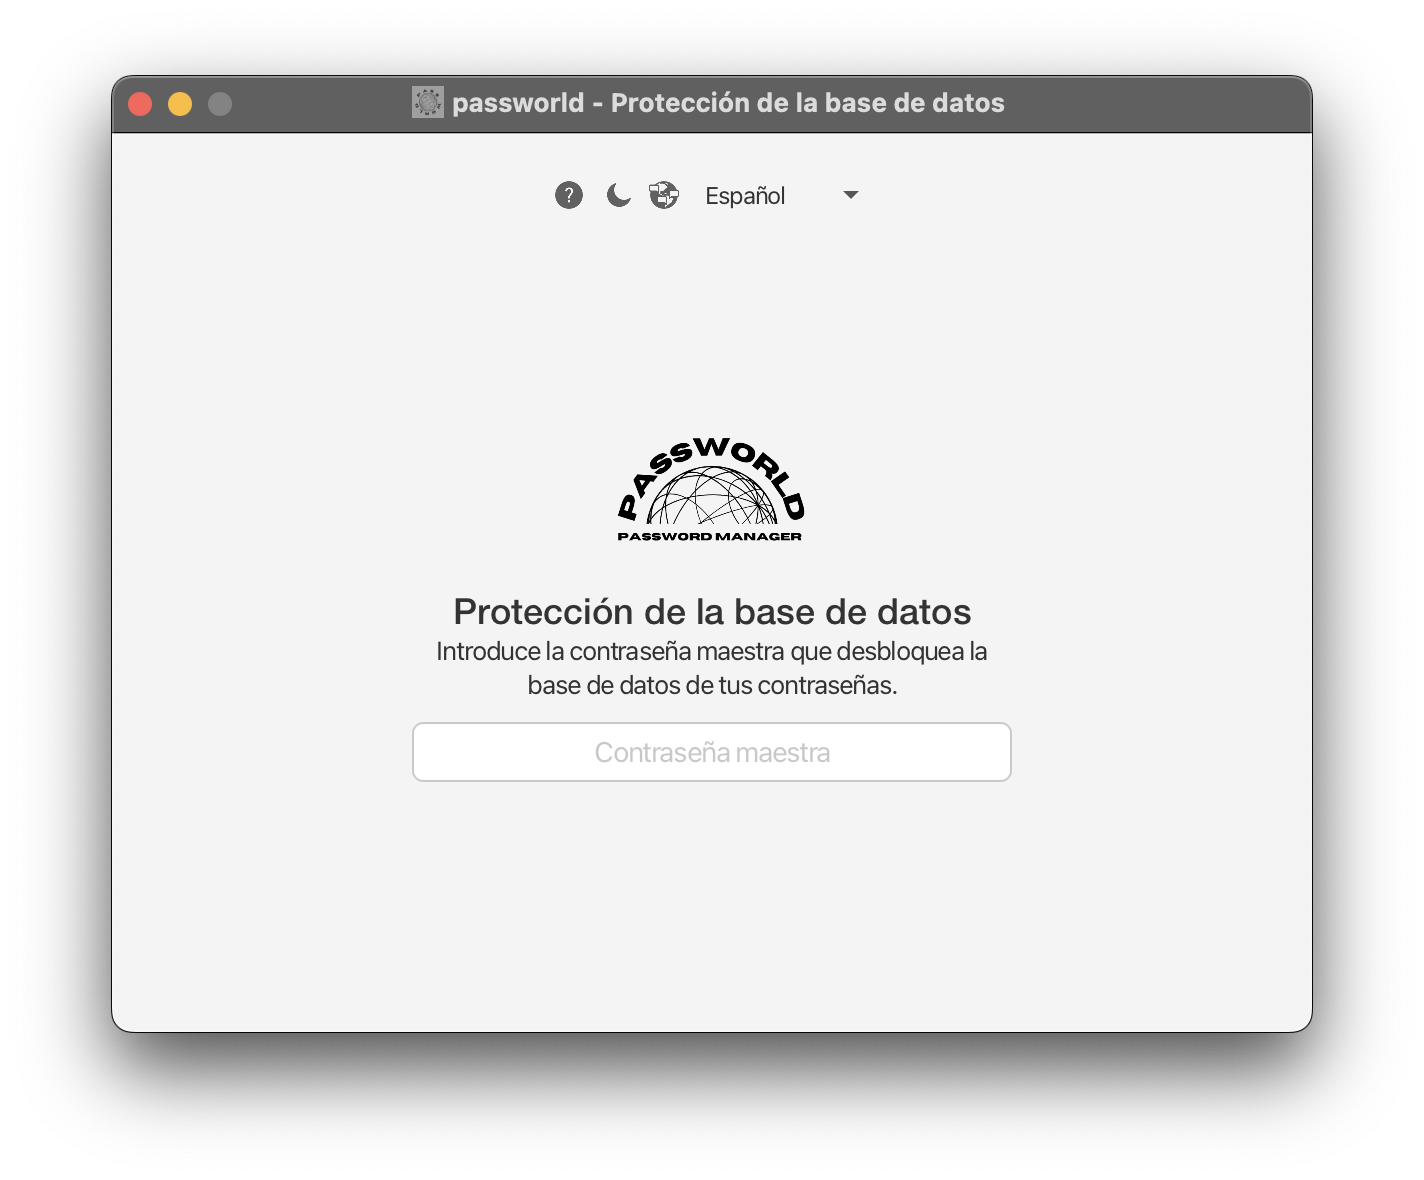 passworld - Protección de la base de datos
? Español
PASSWORLD
PASSWORD MANAGER
Protección de la base de datos
Introduce la contraseña maestra que desbloquea la
base de datos de tus contraseñas.
Contraseña maestra